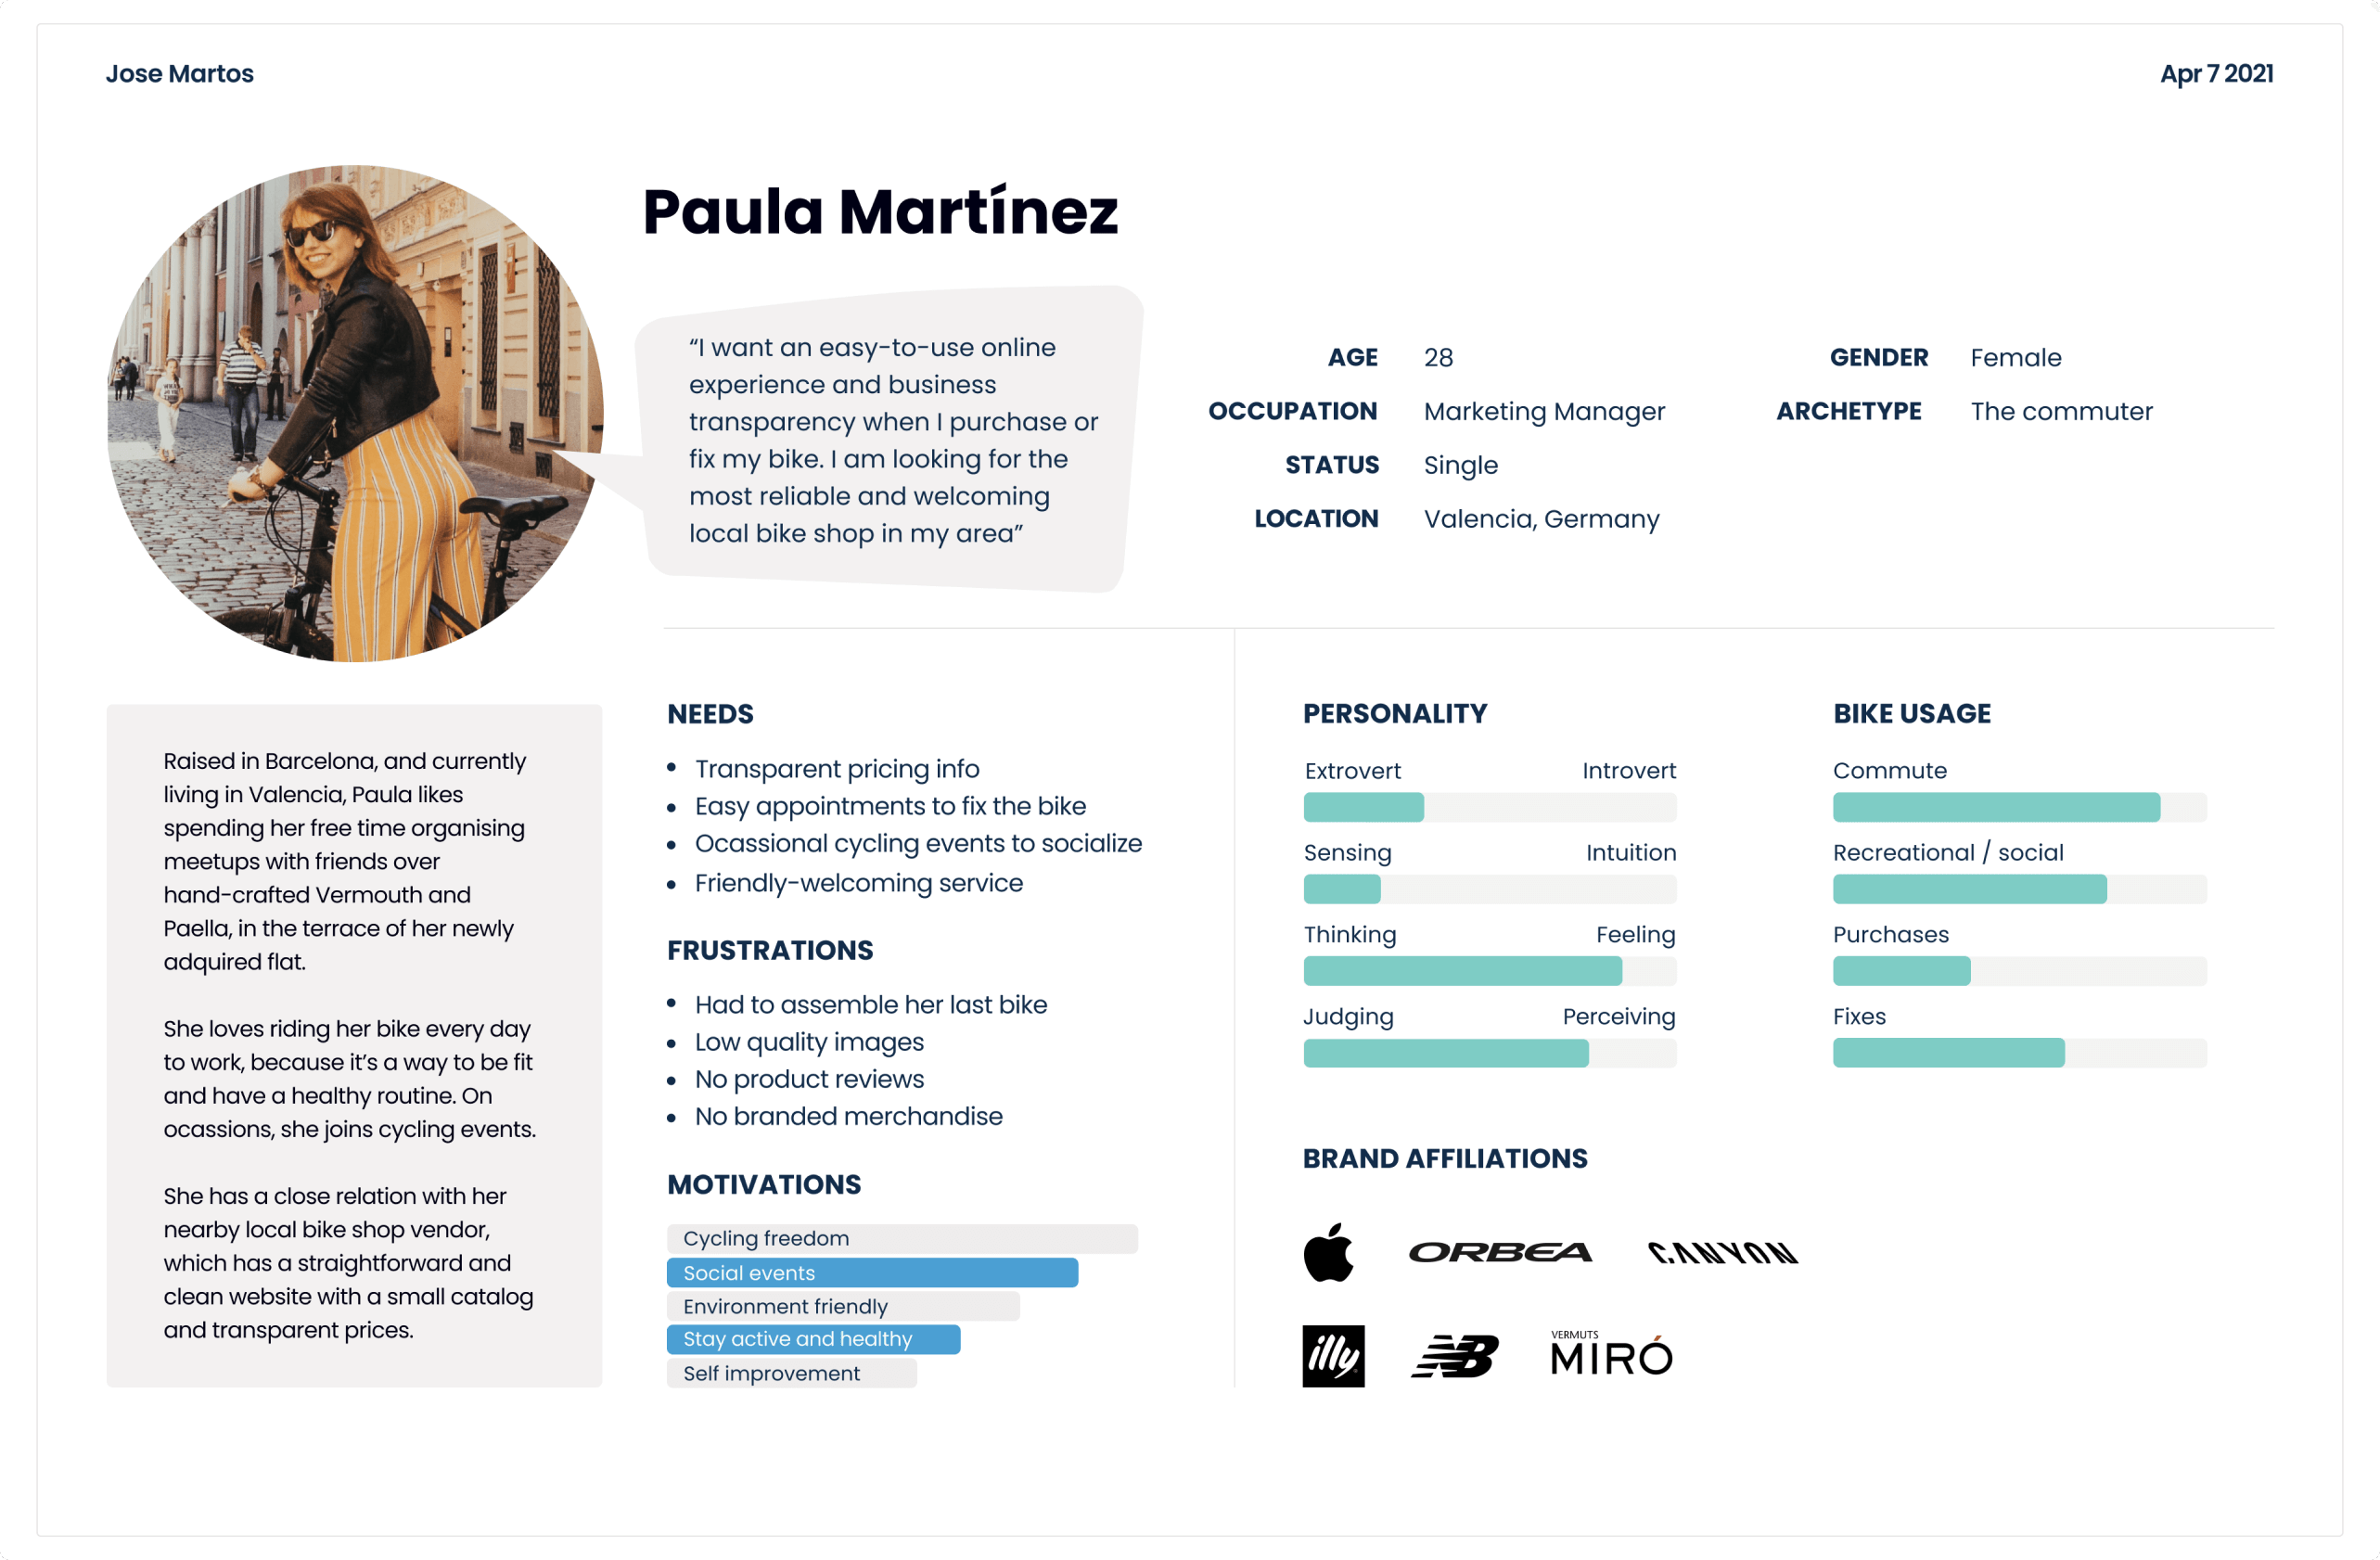 Jose Martos
Apr 7 2021
Paula Martínez
“I want an easy-to-use online
experience and business
transparency when I purchase or
fix my bike. I am looking for the
most reliable and welcoming
local bike shop in my area”
AGE 28
OCCUPATION Marketing Manager
STATUS Single
LOCATION Valencia, Germany
GENDER Female
ARCHETYPE The commuter
Raised in Barcelona, and currently
living in Valencia, Paula likes
spending her free time organising
meetups with friends over
hand-crafted Vermouth and
Paella, in the terrace of her newly
adquired flat.
She loves riding her bike every day
to work, because it’s a way to be fit
and have a healthy routine. On
ocassions, she joins cycling events.
She has a close relation with her
nearby local bike shop vendor,
which has a straightforward and
clean website with a small catalog
and transparent prices.
NEEDS
• Transparent pricing info
• Easy appointments to fix the bike
• Ocassional cycling events to socialize
• Friendly-welcoming service
FRUSTRATIONS
• Had to assemble her last bike
• Low quality images
• No product reviews
• No branded merchandise
MOTIVATIONS
Cycling freedom
Social events
Environment friendly
Stay active and healthy
Self improvement
PERSONALITY
Extrovert Introvert
Sensing Intuition
Thinking Feeling
Judging Perceiving
BIKE USAGE
Commute
Recreational / social
Purchases
Fixes
BRAND AFFILIATIONS
ORBEA
CANYON
illy
NB
VERMUTS
MIRÓ